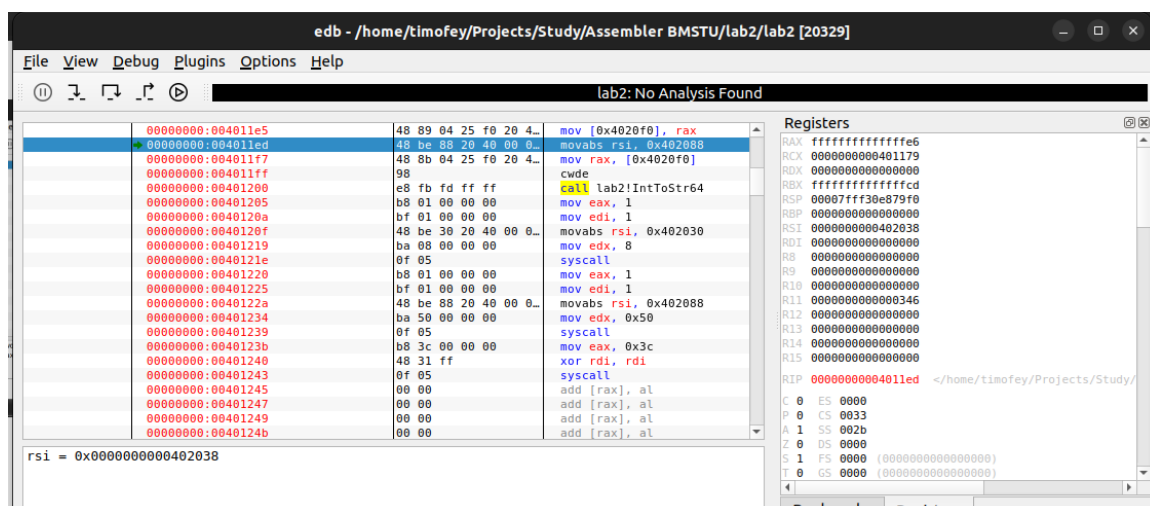 edb - /home/timofey/Projects/Study/Assembler BMSTU/lab2/lab2 [20329]
File View Debug Plugins Options Help
lab2: No Analysis Found
00000000:004011e5 48 89 04 25 f0 20 4… mov [0x4020f0], rax
00000000:004011ed 48 be 88 20 40 00 0… movabs rsi, 0x402088
00000000:004011f7 48 8b 04 25 f0 20 4… mov rax, [0x4020f0]
00000000:004011ff 98 cwde
00000000:00401200 e8 fb fd ff ff call lab2!IntToStr64
00000000:00401205 b8 01 00 00 00 mov eax, 1
00000000:0040120a bf 01 00 00 00 mov edi, 1
00000000:0040120f 48 be 30 20 40 00 0… movabs rsi, 0x402030
00000000:00401219 ba 08 00 00 00 mov edx, 8
00000000:0040121e 0f 05 syscall
00000000:00401220 b8 01 00 00 00 mov eax, 1
00000000:00401225 bf 01 00 00 00 mov edi, 1
00000000:0040122a 48 be 88 20 40 00 0… movabs rsi, 0x402088
00000000:00401234 ba 50 00 00 00 mov edx, 0x50
00000000:00401239 0f 05 syscall
00000000:0040123b b8 3c 00 00 00 mov eax, 0x3c
00000000:00401240 48 31 ff xor rdi, rdi
00000000:00401243 0f 05 syscall
00000000:00401245 00 00 add [rax], al
00000000:00401247 00 00 add [rax], al
00000000:00401249 00 00 add [rax], al
00000000:0040124b 00 00 add [rax], al
rsi = 0x0000000000402038
Registers
RAX ffffffffffffffe6
RCX 0000000000401179
RDX 0000000000000000
RBX ffffffffffffffcd
RSP 00007fff30e879f0
RBP 0000000000000000
RSI 0000000000402038
RDI 0000000000000000
R8 0000000000000000
R9 0000000000000000
R10 0000000000000000
R11 0000000000000346
R12 0000000000000000
R13 0000000000000000
R14 0000000000000000
R15 0000000000000000
RIP 00000000004011ed </home/timofey/Projects/Study/
C 0 ES 0000
P 0 CS 0033
A 1 SS 002b
Z 0 DS 0000
S 1 FS 0000 (0000000000000000)
T 0 GS 0000 (0000000000000000)